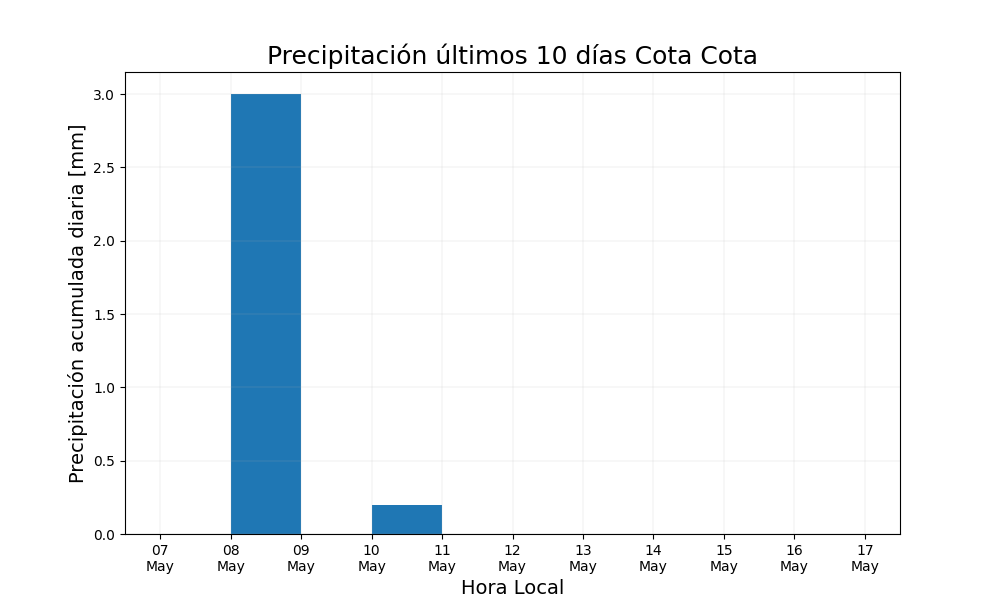 Precipitación últimos 10 días Cota Cota
Precipitación acumulada diaria [mm]
3.0
2.5
2.0
1.5
1.0
0.5
0.0
07 08 09 10 11 12 13 14 15 16 17
May May May May May May May May May May May
Hora Local